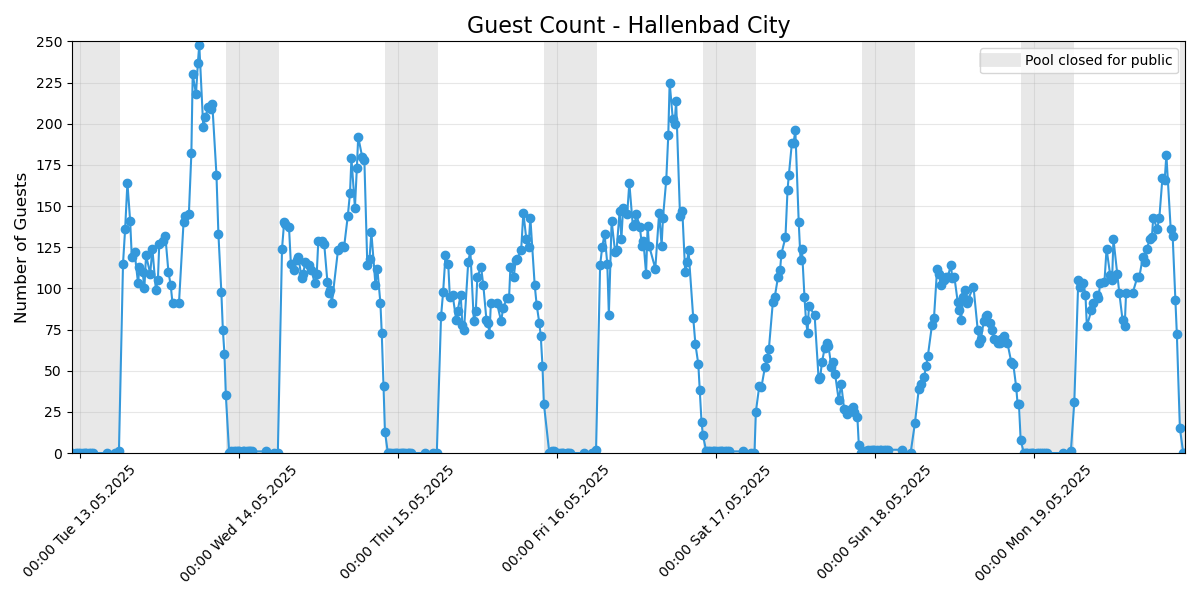 Guest Count - Hallenbad City
Pool closed for public
Number of Guests
250
225
200
175
150
125
100
75
50
25
0
00:00 Tue 13.05.2025
00:00 Wed 14.05.2025
00:00 Thu 15.05.2025
00:00 Fri 16.05.2025
00:00 Sat 17.05.2025
00:00 Sun 18.05.2025
00:00 Mon 19.05.2025